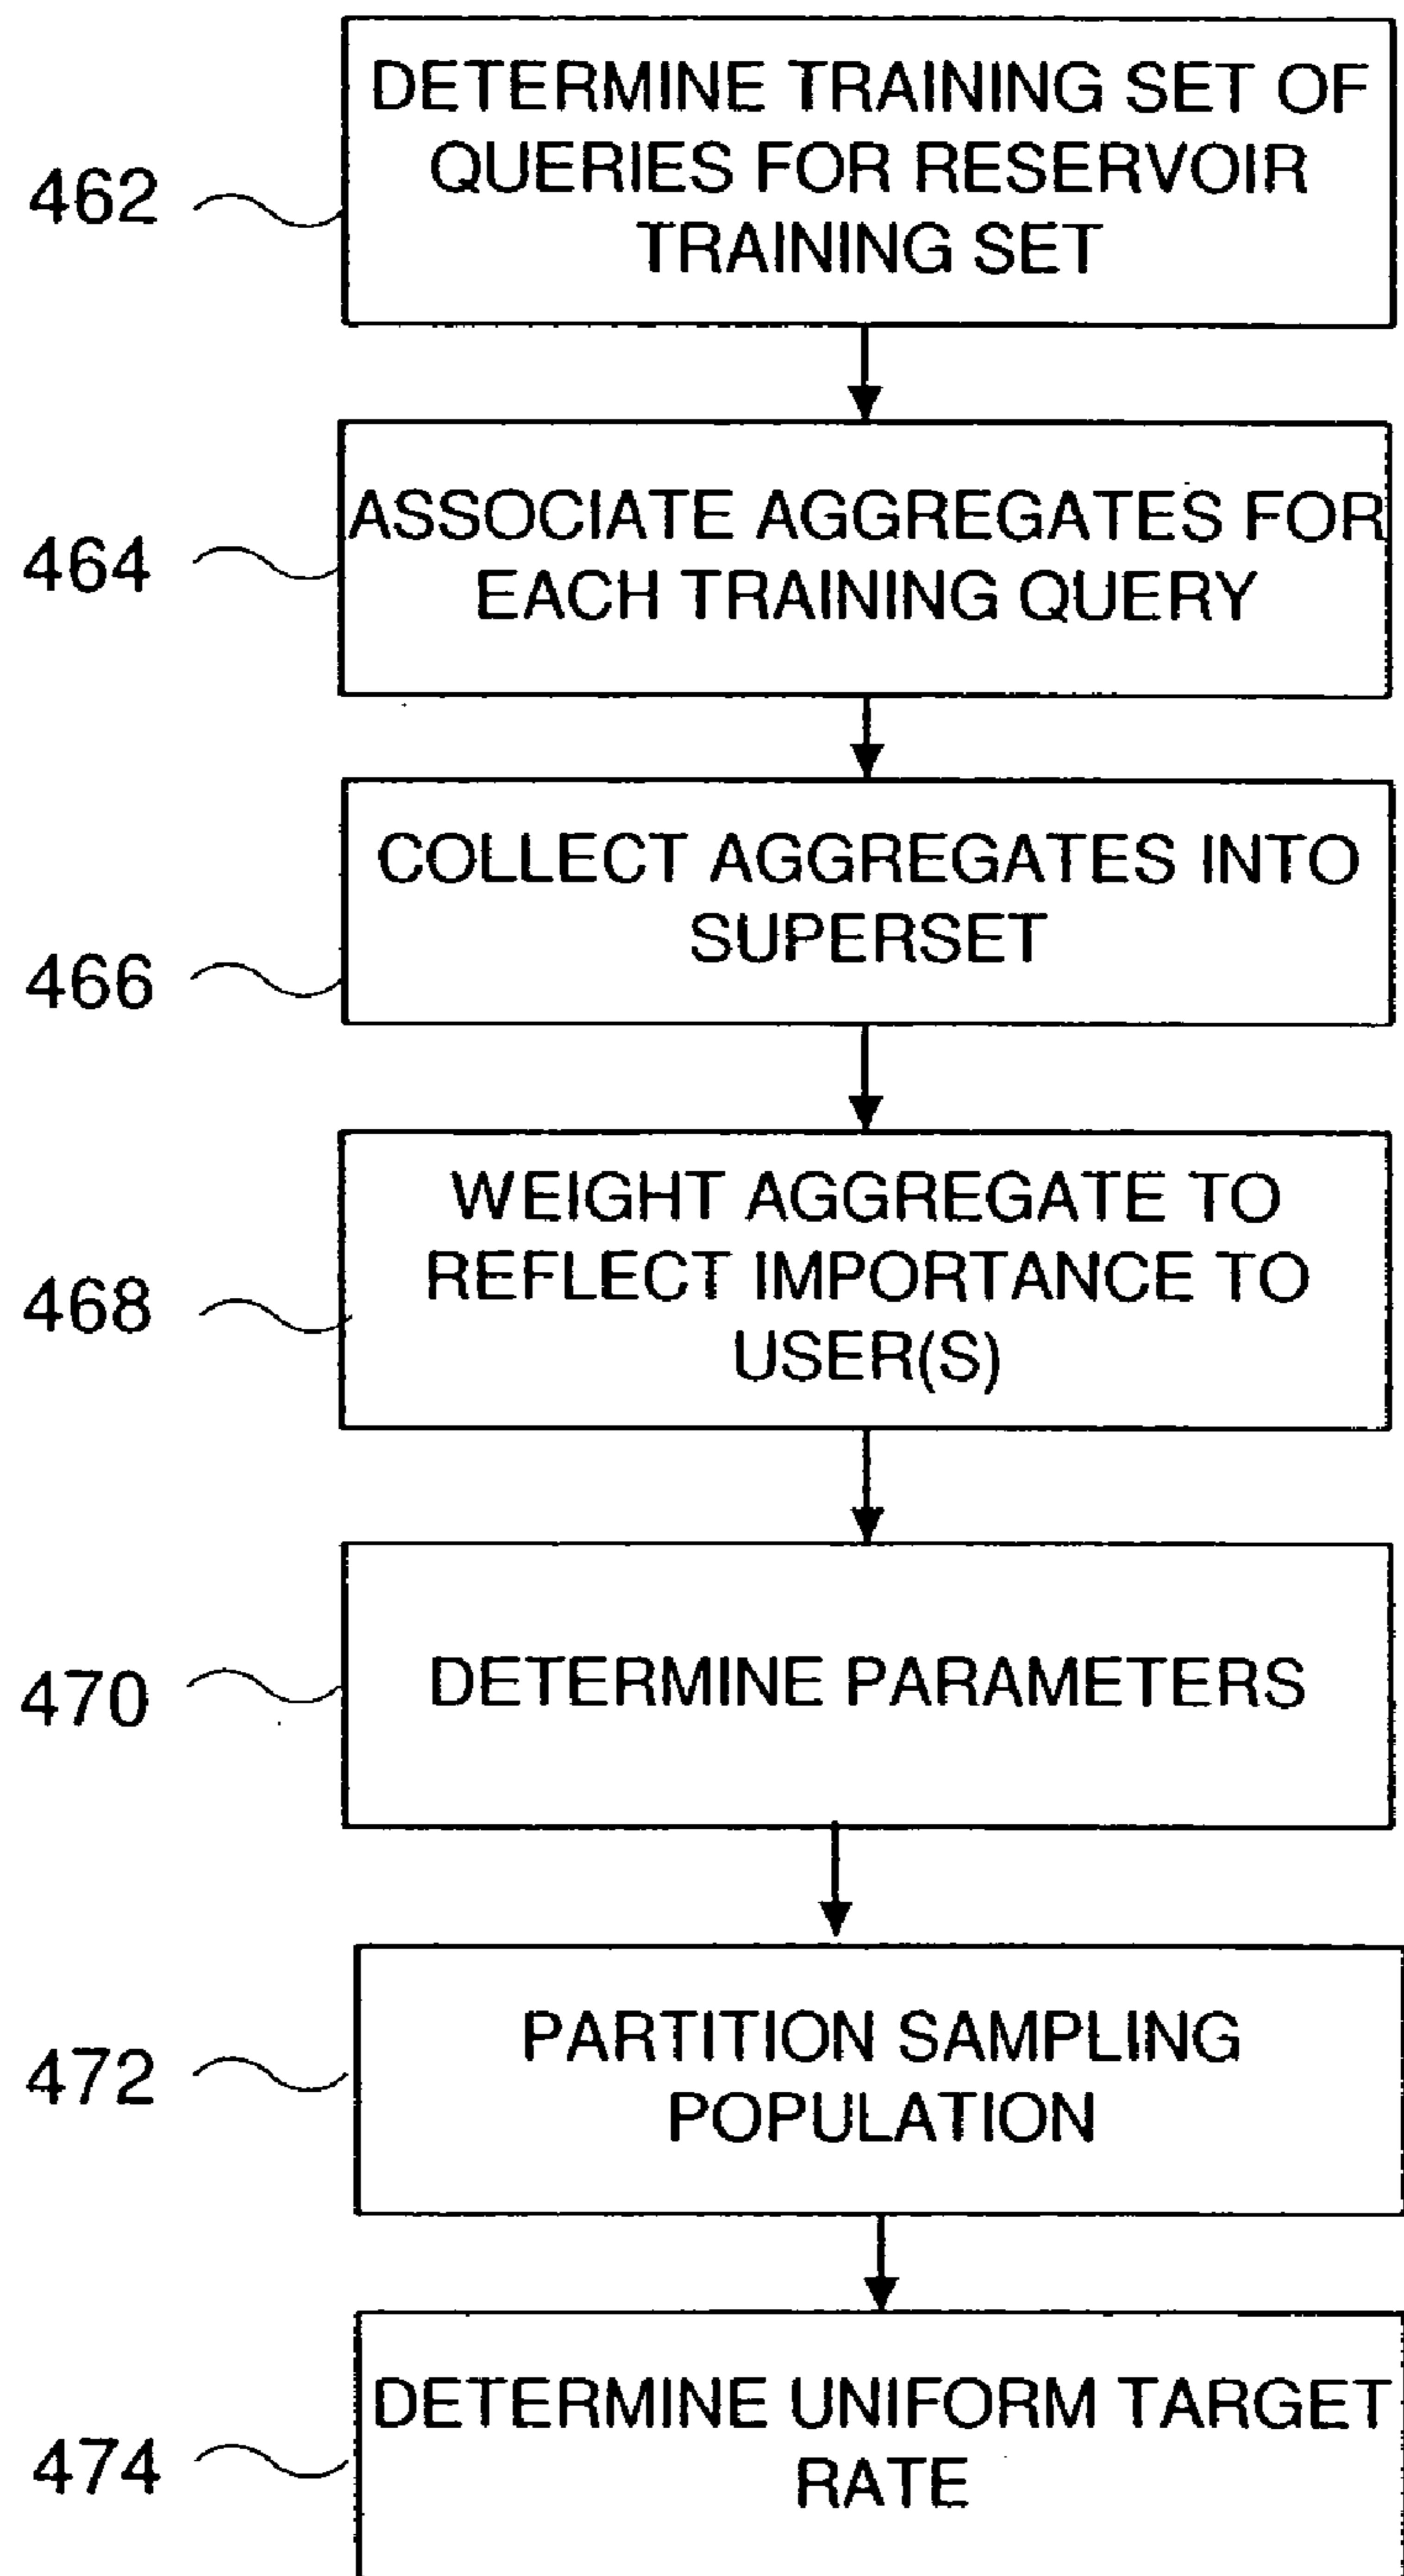 DETERMINE TRAINING SET OF
QUERIES FOR RESERVOIR
TRAINING SET
462
ASSOCIATE AGGREGATES FOR
EACH TRAINING QUERY
464
COLLECT AGGREGATES INTO
SUPERSET
466
WEIGHT AGGREGATE TO
REFLECT IMPORTANCE TO
USER(S)
468
DETERMINE PARAMETERS
470
PARTITION SAMPLING
POPULATION
472
DETERMINE UNIFORM TARGET
RATE
474